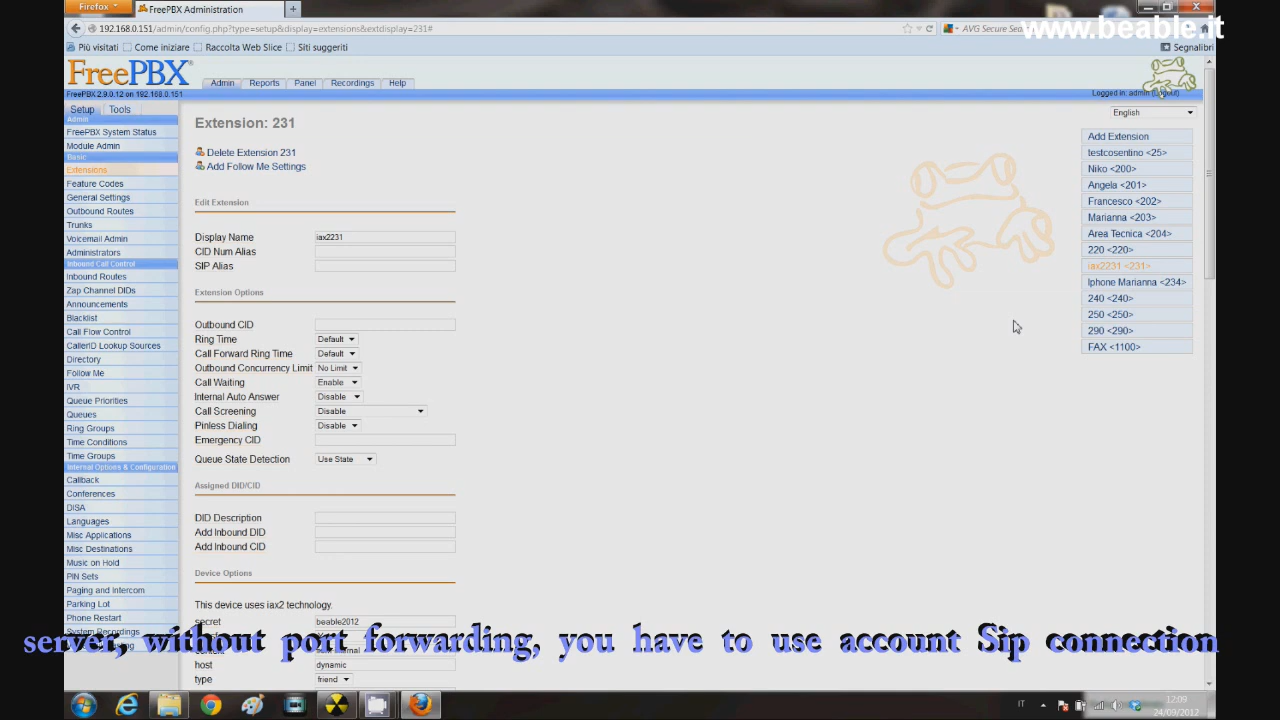 Firefox
FreePBX Administration
192.168.0.151/admin/config.php?type=setup&display=extensions&extdisplay=231#
www.beable.it
Più visitati
Come iniziare
Raccolta Web Slice
Siti suggeriti
Segnalibri
FreePBX
Admin
Reports
Panel
Recordings
Help
FreePBX 2.9.0.12 on 192.168.0.151
Logged in: admin (Logout)
English
Setup
Tools
Admin
FreePBX System Status
Module Admin
Basic
Extensions
Feature Codes
General Settings
Outbound Routes
Trunks
Voicemail Admin
Administrators
Inbound Call Control
Inbound Routes
Zap Channel DIDs
Announcements
Blacklist
Call Flow Control
CallerID Lookup Sources
Directory
Follow Me
IVR
Queue Priorities
Queues
Ring Groups
Time Conditions
Time Groups
Internal Options & Configuration
Callback
Conferences
DISA
Languages
Misc Applications
Misc Destinations
Music on Hold
PIN Sets
Paging and Intercom
Parking Lot
Phone Restart
System Recordings
Extension: 231
Delete Extension 231
Add Follow Me Settings
Edit Extension
Display Name iax2231
CID Num Alias
SIP Alias
Extension Options
Outbound CID
Ring Time Default
Call Forward Ring Time Default
Outbound Concurrency Limit No Limit
Call Waiting Enable
Internal Auto Answer Disable
Call Screening Disable
Pinless Dialing Disable
Emergency CID
Queue State Detection Use State
Assigned DID/CID
DID Description
Add Inbound DID
Add Inbound CID
Device Options
This device uses iax2 technology.
secret beable2012
host dynamic
type friend
Add Extension
testcosentino <25>
Niko <200>
Angela <201>
Francesco <202>
Marianna <203>
Area Tecnica <204>
220 <220>
iax2231 <231>
Iphone Marianna <234>
240 <240>
250 <250>
290 <290>
FAX <1100>
server, without port forwarding, you have to use account Sip connection
IT
12:09
24/09/2012